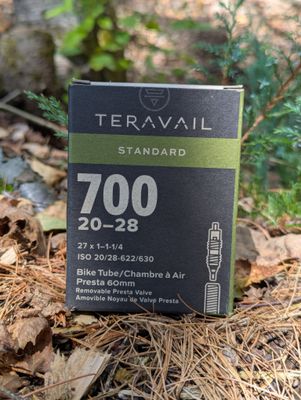 TERAVAIL
STANDARD
700
20–28
27 x 1–1-1/4
ISO 20/28-622/630
Bike Tube/Chambre à Air
Presta 60mm
Removable Presta Valve
Amovible Noyau de Valve Presta